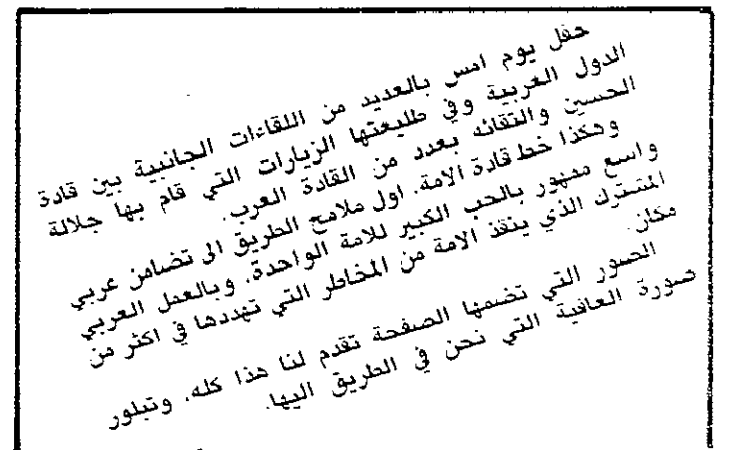 حفل يوم امس بالعديد من اللقاءات الجانبية بين قادة
الدول العربية وفي طليعتها الزيارات التي قام بها جلالة
الحسين والتقائه بعدد من القادة العرب.
وهكذا خط قادة الامة. اول ملامح الطريق الى تضامن عربي
واسع ممهور بالحب الكبير للامة الواحدة، وبالعمل العربي
المشترك الذي ينقذ الامة من المخاطر التي تهددها في اكثر من
مكان.
الصور التي تضمها الصفحة تقدم لنا هذا كله. وتبلور
صورة العافية التي نحن في الطريق اليها.